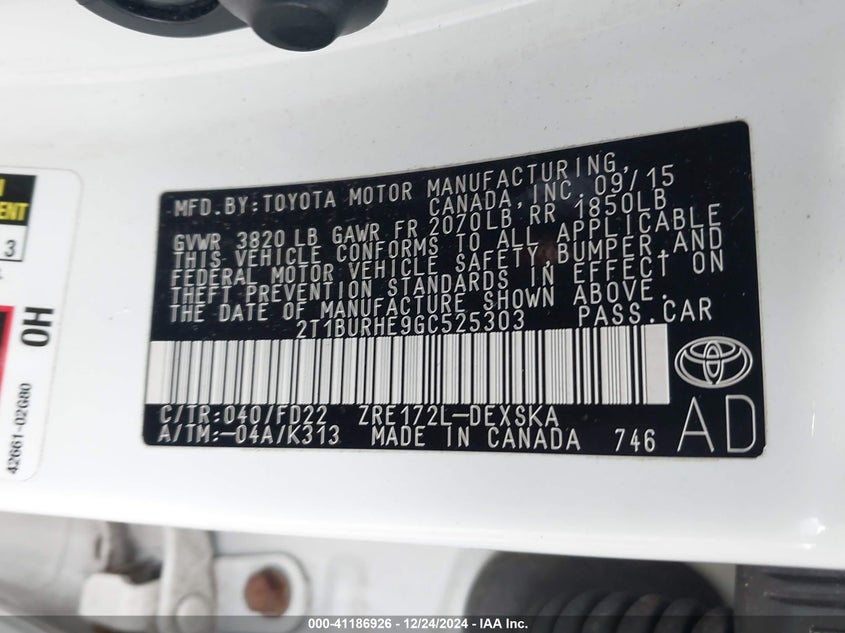 MFD.BY:TOYOTA MOTOR MANUFACTURING,
CANADA,INC. 09/15
GVWR 3820 LB GAWR FR 2070LB RR 1850LB
THIS VEHICLE CONFORMS TO ALL APPLICABLE
FEDERAL MOTOR VEHICLE SAFETY,BUMPER AND
THEFT PREVENTION STANDARDS IN EFFECT ON
THE DATE OF MANUFACTURE SHOWN ABOVE.
2T1BURHE9GC525303 PASS.CAR
C/TR:040/FD22 ZRE172L-DEXSKA
A/TM:-04A/K313 MADE IN CANADA 746
AD
3
OH
42661-02G80
000-41186926 - 12/24/2024 - IAA Inc.